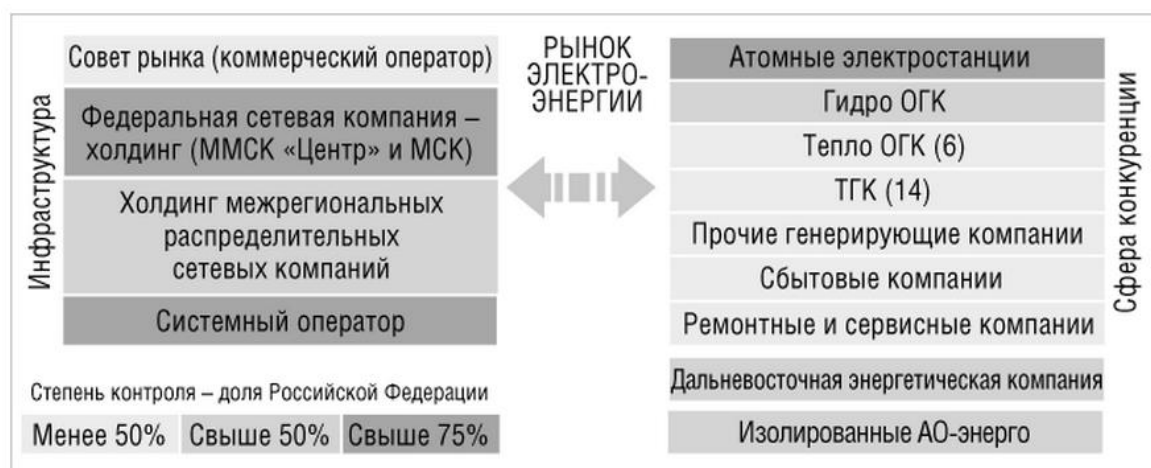 Инфраструктура
Совет рынка (коммерческий оператор)
Федеральная сетевая компания –
холдинг (ММСК «Центр» и МСК)
Холдинг межрегиональных
распределительных
сетевых компаний
Системный оператор
Степень контроля – доля Российской Федерации
Менее 50%
Свыше 50%
Свыше 75%
РЫНОК
ЭЛЕКТРО-
ЭНЕРГИИ
Атомные электростанции
Гидро ОГК
Тепло ОГК (6)
ТГК (14)
Прочие генерирующие компании
Сбытовые компании
Ремонтные и сервисные компании
Дальневосточная энергетическая компания
Изолированные АО-энерго
Сфера конкуренции